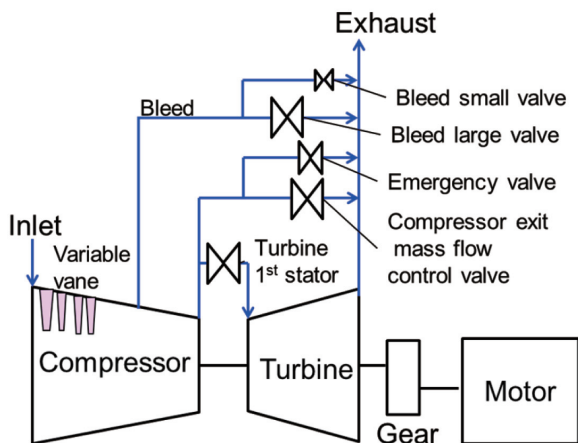 Exhaust
Bleed
Bleed small valve
Bleed large valve
Emergency valve
Compressor exit
mass flow
control valve
Inlet
Variable
vane
Turbine
1st stator
Compressor
Turbine
Gear
Motor